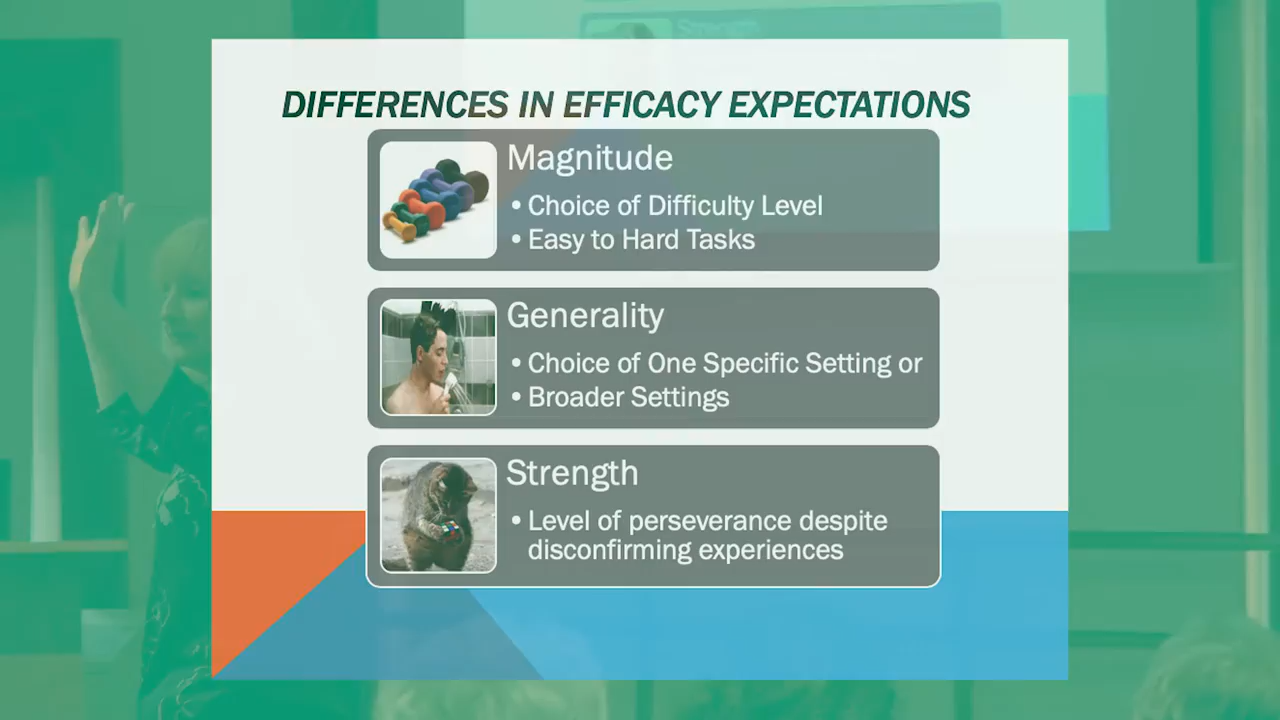 Strength
DIFFERENCES IN EFFICACY EXPECTATIONS
Magnitude
• Choice of Difficulty Level
• Easy to Hard Tasks
Generality
• Choice of One Specific Setting or
• Broader Settings
Strength
• Level of perseverance despite
disconfirming experiences